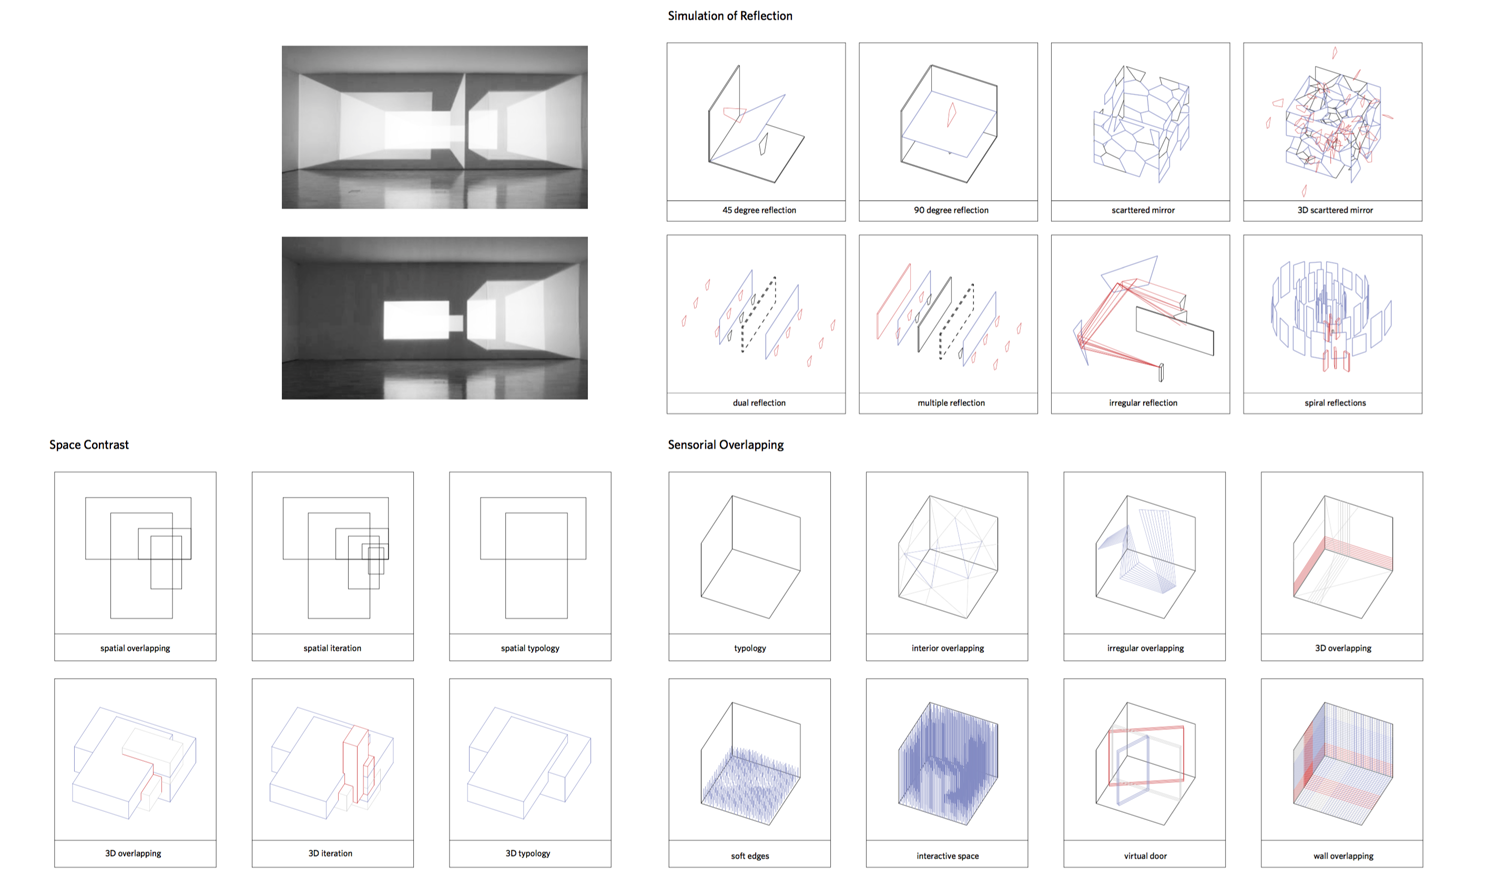 Simulation of Reflection
45 degree reflection
90 degree reflection
scarttered mirror
3D scarttered mirror
dual reflection
multiple reflection
irregular reflection
spiral reflections
Space Contrast
spatial overlapping
spatial iteration
spatial typology
3D overlapping
3D iteration
3D typology
Sensorial Overlapping
typology
interior overlapping
irregular overlapping
3D overlapping
soft edges
interactive space
virtual door
wall overlapping